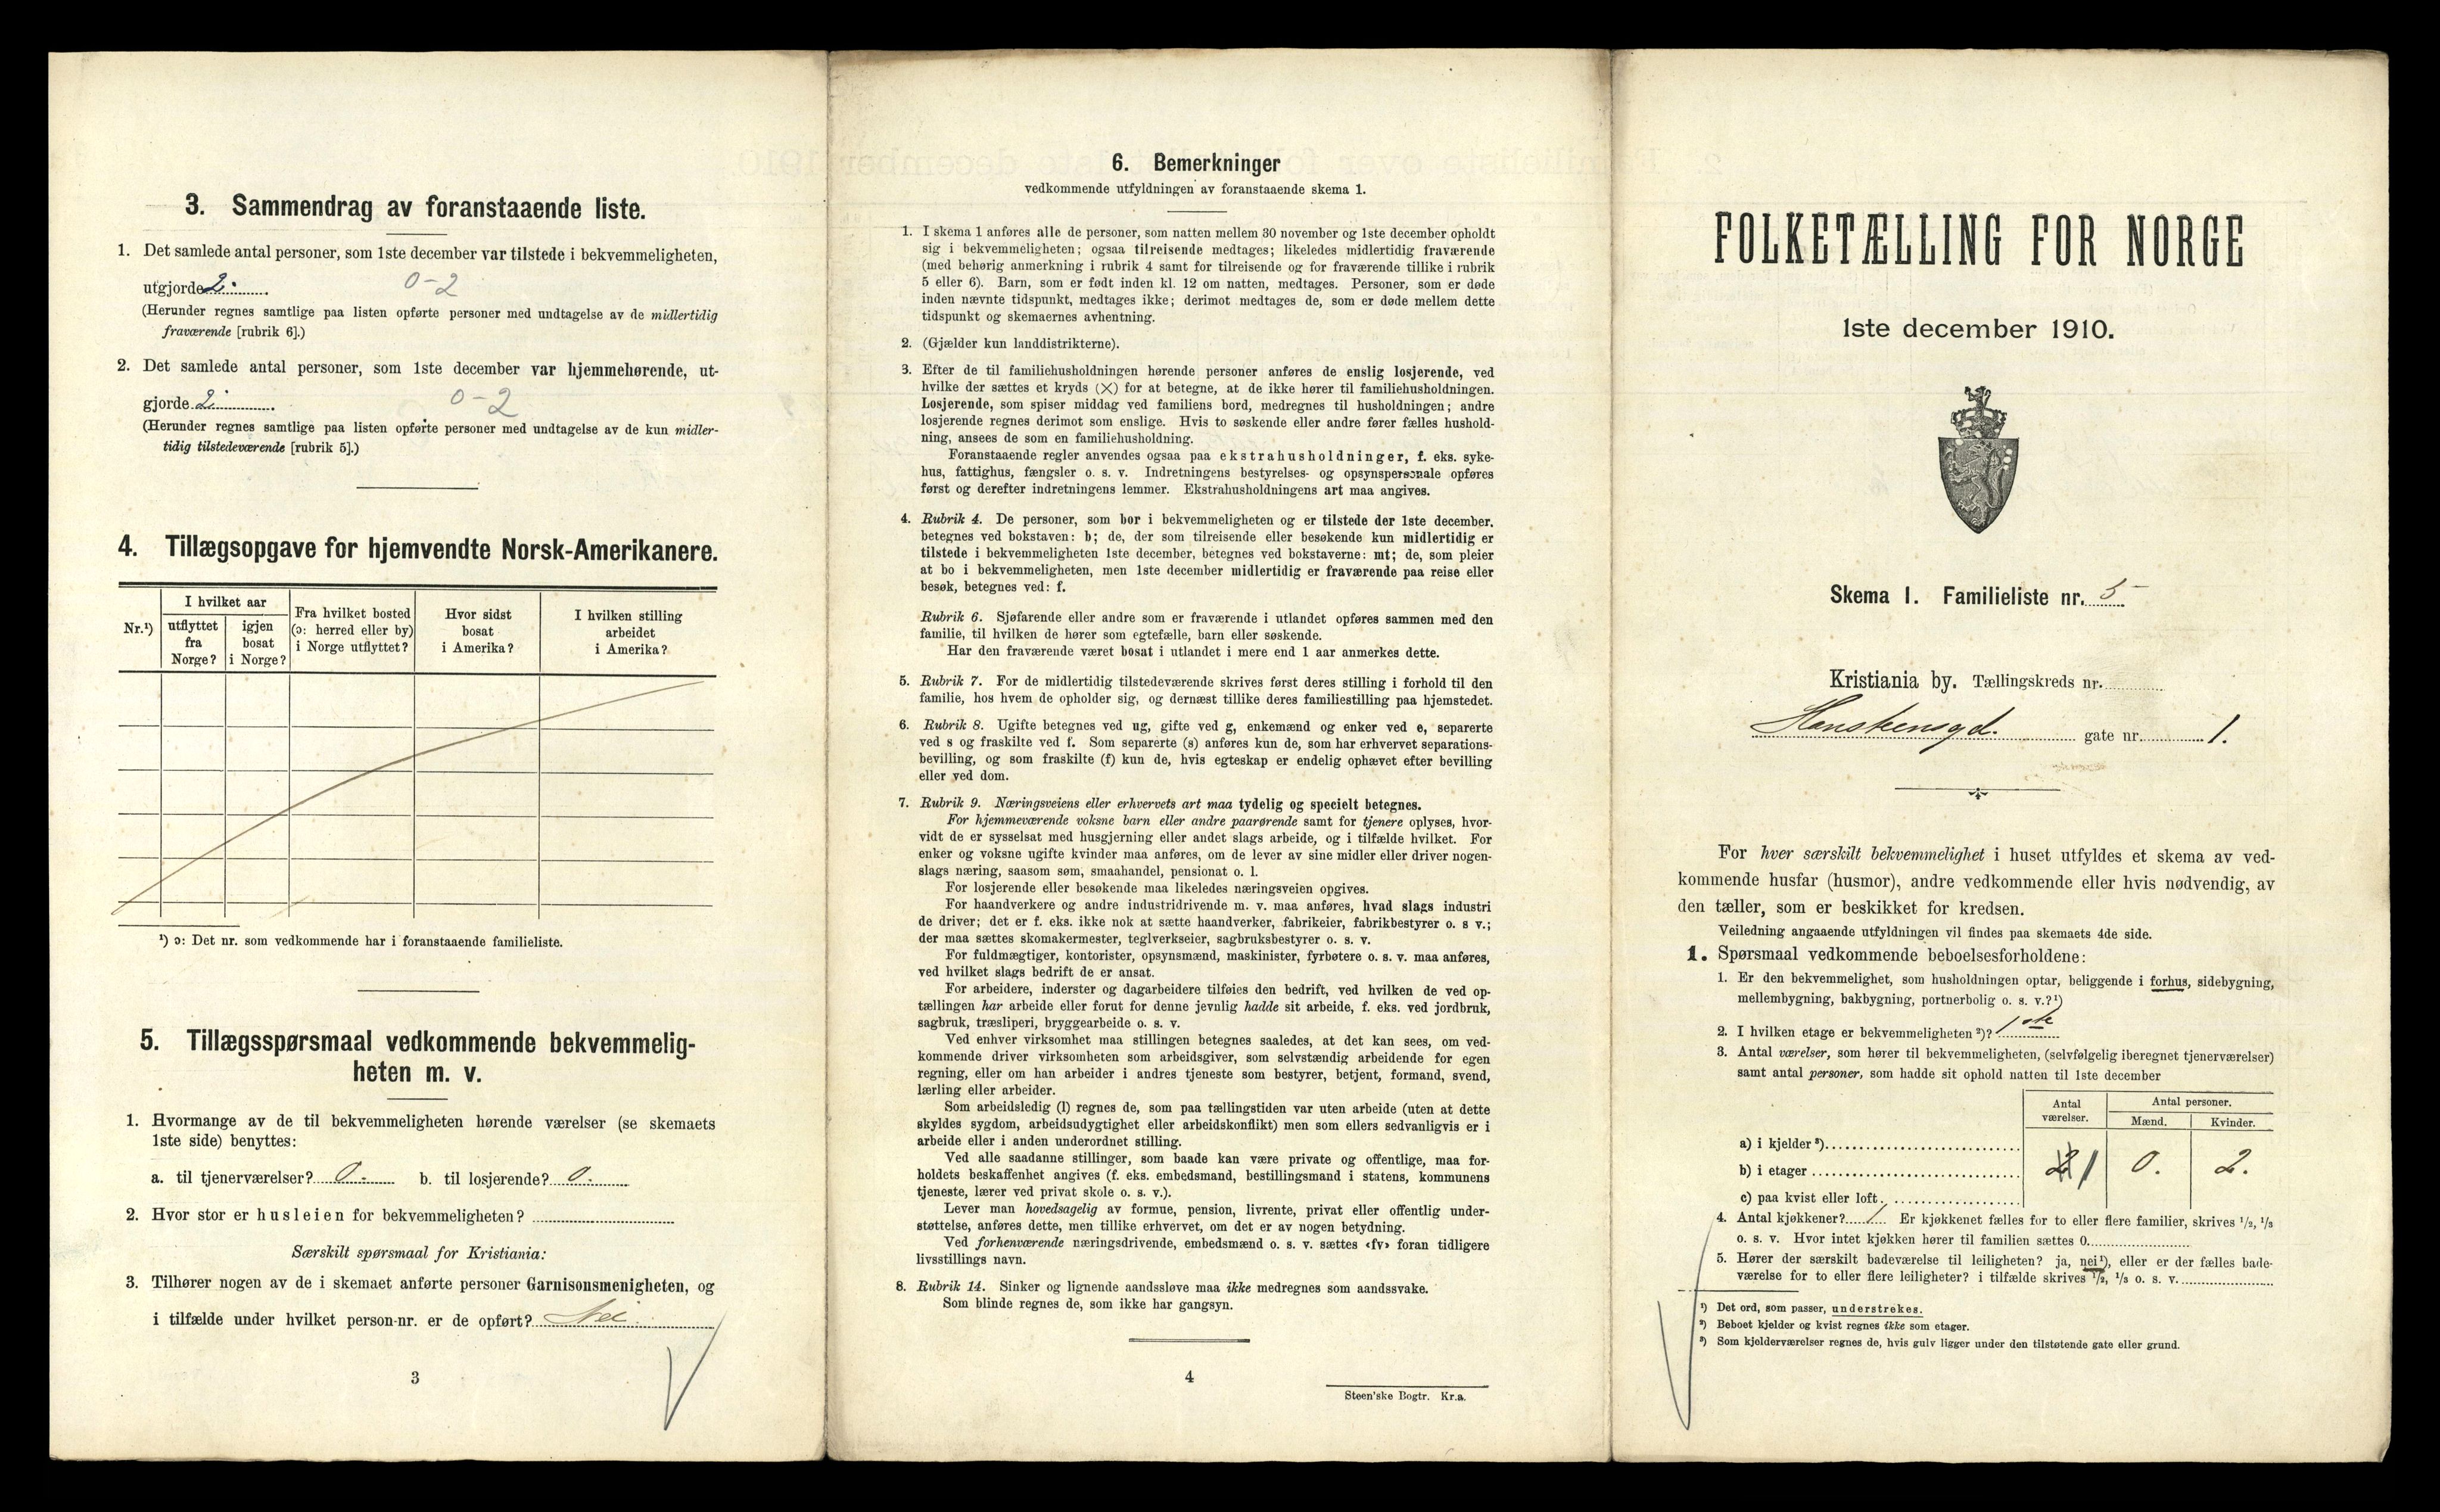 3. Sammendrag av foranstaaende liste.
1. Det samlede antal personer, som 1ste december var tilstede i bekvemmeligheten,
utgjorde 2. 0-2
(Herunder regnes samtlige paa listen opførte personer med undtagelse av de midlertidig
fraværende [rubrik 6].)
2. Det samlede antal personer, som 1ste december var hjemmehørende, ut-
gjorde 2. 0-2
(Herunder regnes samtlige paa listen opførte personer med undtagelse av de kun midler-
tidig tilstedeværende [rubrik 5].)
4. Tillægsopgave for hjemvendte Norsk-Amerikanere.
Nr.¹)
I hvilket aar
utflyttet
fra
Norge?
igjen
bosat
i Norge?
Fra hvilket bosted
(ɔ: herred eller by)
i Norge utflyttet?
Hvor sidst
bosat
i Amerika?
I hvilken stilling
arbeidet
i Amerika?
¹) ɔ: Det nr. som vedkommende har i foranstaaende familieliste.
5. Tillægsspørsmaal vedkommende bekvemmelig-
heten m. v.
1. Hvormange av de til bekvemmeligheten hørende værelser (se skemaets
1ste side) benyttes:
a. til tjenerværelser? 0. b. til losjerende? 0.
2. Hvor stor er husleien for bekvemmeligheten?
Særskilt spørsmaal for Kristiania:
3. Tilhører nogen av de i skemaet anførte personer Garnisonsmenigheten, og
i tilfælde under hvilket person-nr. er de opført? Nei.
3
6. Bemerkninger
vedkommende utfyldningen av foranstaaende skema 1.
1. I skema 1 anføres alle de personer, som natten mellem 30 november og 1ste december opholdt
sig i bekvemmeligheten; ogsaa tilreisende medtages; likeledes midlertidig fraværende
(med behørig anmerkning i rubrik 4 samt for tilreisende og for fraværende tillike i rubrik
5 eller 6). Barn, som er født inden kl. 12 om natten, medtages. Personer, som er døde
inden nævnte tidspunkt, medtages ikke; derimot medtages de, som er døde mellem dette
tidspunkt og skemaernes avhentning.
2. (Gjælder kun landdistrikterne).
3. Efter de til familiehusholdningen hørende personer anføres de enslig losjerende, ved
hvilke der sættes et kryds (×) for at betegne, at de ikke hører til familiehusholdningen.
Losjerende, som spiser middag ved familiens bord, medregnes til husholdningen; andre
losjerende regnes derimot som enslige. Hvis to søskende eller andre fører fælles hushold-
ning, ansees de som en familiehusholdning.
Foranstaaende regler anvendes ogsaa paa ekstrahusholdninger, f. eks. syke-
hus, fattighus, fængsler o. s. v. Indretningens bestyrelses- og opsynspersonale opføres
først og derefter indretningens lemmer. Ekstrahusholdningens art maa angives.
4. Rubrik 4. De personer, som bor i bekvemmeligheten og er tilstede der 1ste december,
betegnes ved bokstaven: b; de, der som tilreisende eller besøkende kun midlertidig er
tilstede i bekvemmeligheten 1ste december, betegnes ved bokstaverne: mt; de, som pleier
at bo i bekvemmeligheten, men 1ste december midlertidig er fraværende paa reise eller
besøk, betegnes ved: f.
Rubrik 6. Sjøfarende eller andre som er fraværende i utlandet opføres sammen med den
familie, til hvilken de hører som egtefælle, barn eller søskende.
Har den fraværende været bosat i utlandet i mere end 1 aar anmerkes dette.
5. Rubrik 7. For de midlertidig tilstedeværende skrives først deres stilling i forhold til den
familie, hos hvem de opholder sig, og dernæst tillike deres familiestilling paa hjemstedet.
6. Rubrik 8. Ugifte betegnes ved ug, gifte ved g, enkemænd og enker ved e, separerte
ved s og fraskilte ved f. Som separerte (s) anføres kun de, som har erhvervet separations-
bevilling, og som fraskilte (f) kun de, hvis egteskap er endelig ophævet efter bevilling
eller ved dom.
7. Rubrik 9. Næringsveiens eller erhvervets art maa tydelig og specielt betegnes.
For hjemmeværende voksne barn eller andre paarørende samt for tjenere oplyses, hvor-
vidt de er sysselsat med husgjerning eller andet slags arbeide, og i tilfælde hvilket. For
enker og voksne ugifte kvinder maa anføres, om de lever av sine midler eller driver nogen-
slags næring, saasom søm, smaahandel, pensionat o. l.
For losjerende eller besøkende maa likeledes næringsveien opgives.
For haandverkere og andre industridrivende m. v. maa anføres, hvad slags industri
de driver; det er f. eks. ikke nok at sætte haandverker, fabrikeier, fabrikbestyrer o. s v.;
der maa sættes skomakermester, teglverkseier, sagbruksbestyrer o. s. v.
For fuldmægtiger, kontorister, opsynsmænd, maskinister, fyrbøtere o. s. v. maa anføres,
ved hvilket slags bedrift de er ansat.
For arbeidere, inderster og dagarbeidere tilføies den bedrift, ved hvilken de ved op-
tællingen har arbeide eller forut for denne jevnlig hadde sit arbeide, f. eks. ved jordbruk,
sagbruk, træsliperi, bryggearbeide o. s. v.
Ved enhver virksomhet maa stillingen betegnes saaledes, at det kan sees, om ved-
kommende driver virksomheten som arbeidsgiver, som selvstændig arbeidende for egen
regning, eller om han arbeider i andres tjeneste som bestyrer, betjent, formand, svend,
lærling eller arbeider.
Som arbeidsledig (l) regnes de, som paa tællingstiden var uten arbeide (uten at dette
skyldes sygdom, arbeidsudygtighet eller arbeidskonflikt) men som ellers sedvanligvis er i
arbeide eller i anden underordnet stilling.
Ved alle saadanne stillinger, som baade kan være private og offentlige, maa for-
holdets beskaffenhet angives (f. eks. embedsmand, bestillingsmand i statens, kommunens
tjeneste, lærer ved privat skole o. s. v.).
Lever man hovedsagelig av formue, pension, livrente, privat eller offentlig under-
støttelse, anføres dette, men tillike erhvervet, om det er av nogen betydning.
Ved forhenværende næringsdrivende, embedsmænd o. s. v. sættes «fv» foran tidligere
livsstillings navn.
8. Rubrik 14. Sinker og lignende aandssløve maa ikke medregnes som aandssvake.
Som blinde regnes de, som ikke har gangsyn.
4
Steen'ske Bogtr. Kr.a.
FOLKETÆLLING FOR NORGE
1ste december 1910.
Skema 1. Familieliste nr. 5
Kristiania by. Tællingskreds nr.
Hansteensgd. gate nr. 1.
For hver særskilt bekvemmelighet i huset utfyldes et skema av ved-
kommende husfar (husmor), andre vedkommende eller hvis nødvendig, av
den tæller, som er beskikket for kredsen.
Veiledning angaaende utfyldningen vil findes paa skemaets 4de side.
1. Spørsmaal vedkommende beboelsesforholdene:
1. Er den bekvemmelighet, som husholdningen optar, beliggende i forhus, sidebygning,
mellembygning, bakbygning, portnerbolig o. s. v.?¹)
2. I hvilken etage er bekvemmeligheten ²)? 1ste
3. Antal værelser, som hører til bekvemmeligheten, (selvfølgelig iberegnet tjenerværelser)
samt antal personer, som hadde sit ophold natten til 1ste december
Antal
værelser.
Antal personer.
Mænd. Kvinder.
a) i kjelder ³)
b) i etager 2 1 0. 2.
c) paa kvist eller loft.
4. Antal kjøkkener? 1 Er kjøkkenet fælles for to eller flere familier, skrives 1/2, 1/3
o. s. v. Hvor intet kjøkken hører til familien sættes 0.
5. Hører der særskilt badeværelse til leiligheten? ja, nei¹), eller er der fælles bade-
værelse for to eller flere leiligheter? i tilfælde skrives 1/2, 1/3 o. s. v.
¹) Det ord, som passer, understrekes.
²) Beboet kjelder og kvist regnes ikke som etager.
³) Som kjelderværelser regnes de, hvis gulv ligger under den tilstøtende gate eller grund.